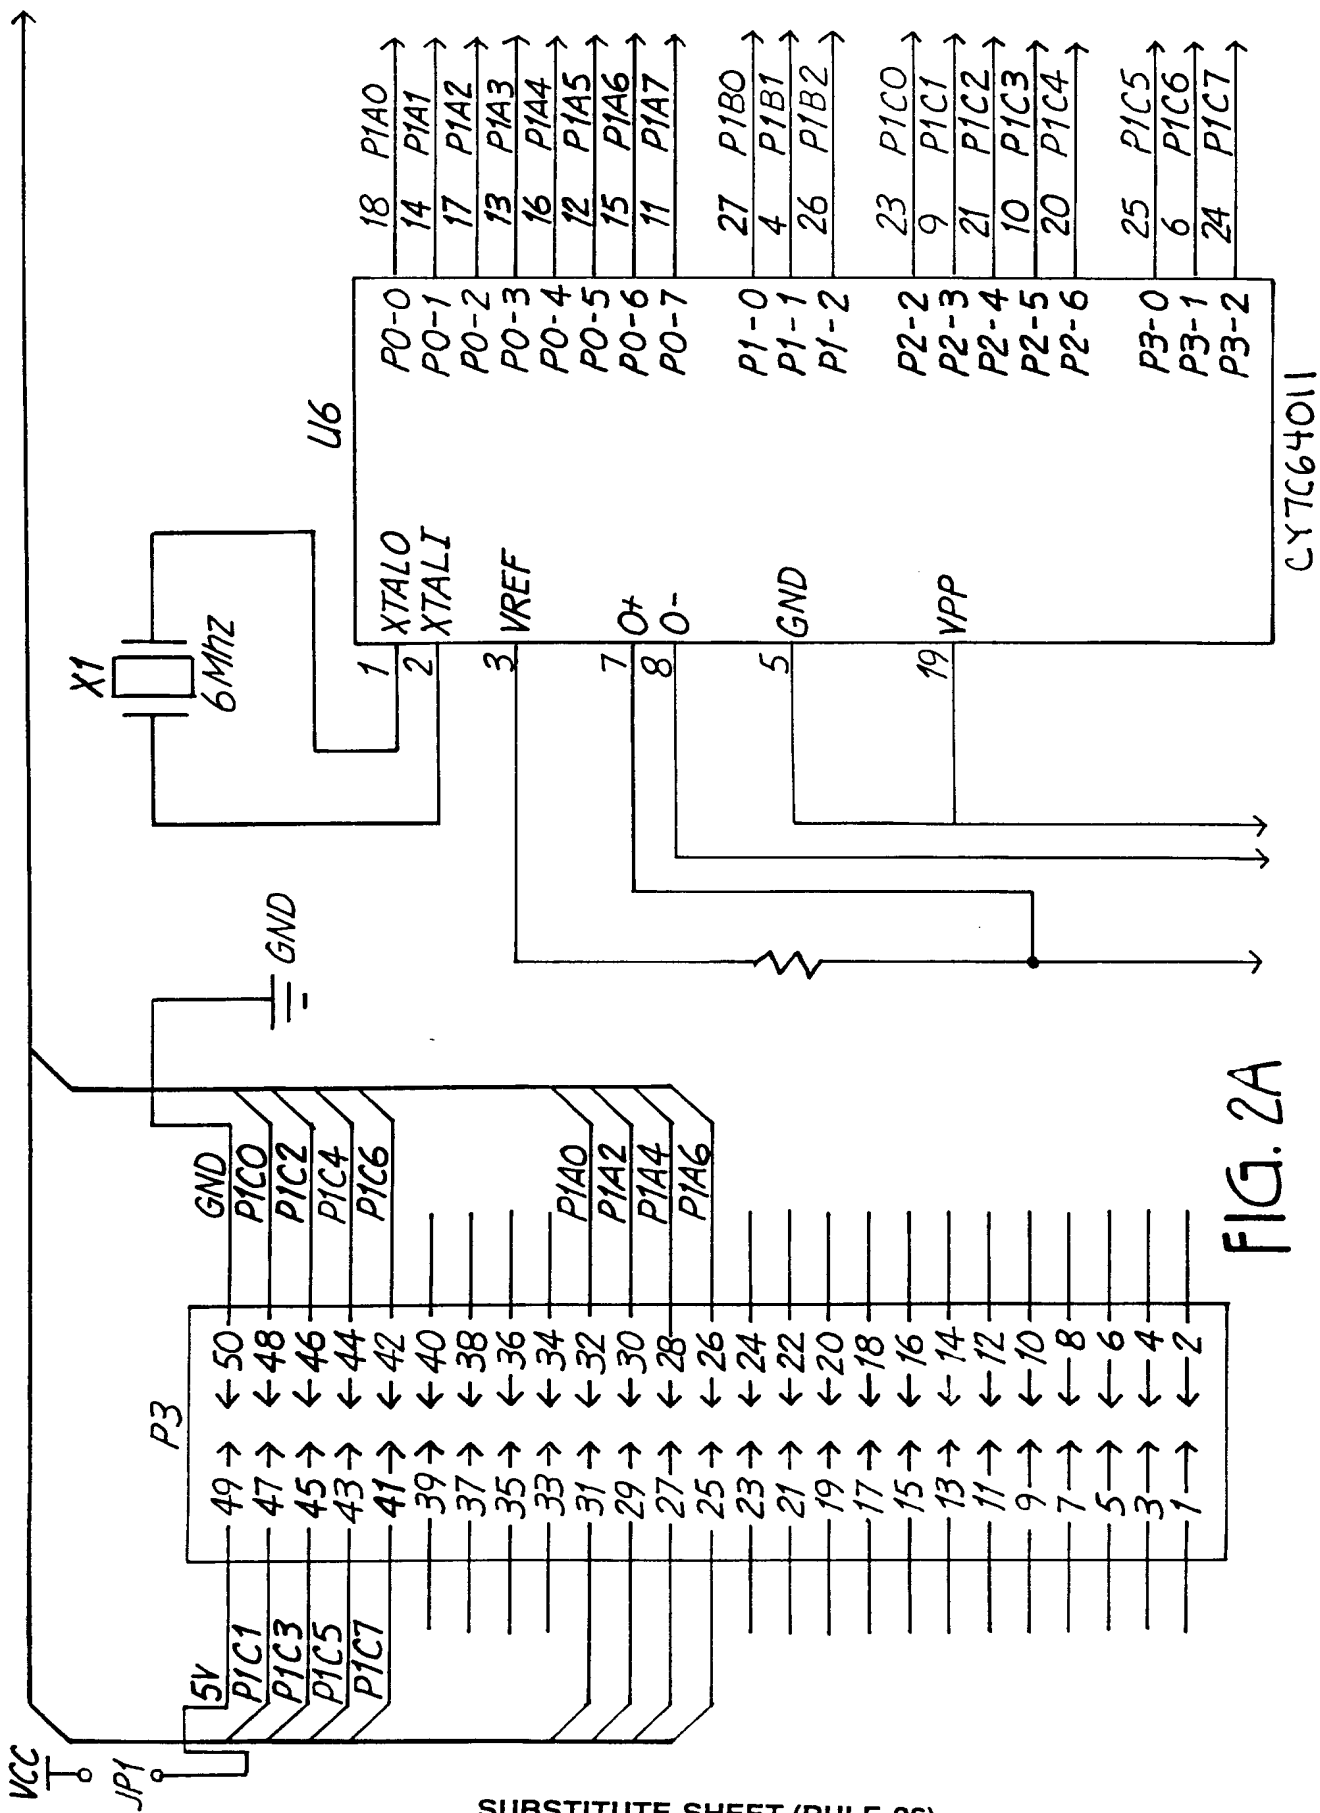 VCC
JP1
5V
P1C1
P1C3
P1C5
P1C7
P3
49 50
47 48
45 46
43 44
41 42
39 40
37 38
35 36
33 34
31 32
29 30
27 28
25 26
23 24
21 22
19 20
17 18
15 16
13 14
11 12
9 10
7 8
5 6
3 4
1 2
GND
P1C0
P1C2
P1C4
P1C6
P1A0
P1A2
P1A4
P1A6
GND
X1
6Mhz
U6
1 XTALO
2 XTALI
3 VREF
7 O+
8 O-
5 GND
19 VPP
P0-0 18 P1A0
P0-1 14 P1A1
P0-2 17 P1A2
P0-3 13 P1A3
P0-4 16 P1A4
P0-5 12 P1A5
P0-6 15 P1A6
P0-7 11 P1A7
P1-0 27 P1B0
P1-1 4 P1B1
P1-2 26 P1B2
P2-2 23 P1C0
P2-3 9 P1C1
P2-4 21 P1C2
P2-5 10 P1C3
P2-6 20 P1C4
P3-0 25 P1C5
P3-1 6 P1C6
P3-2 24 P1C7
CY7C64011
FIG. 2A
SUBSTITUTE SHEET (RULE 26)